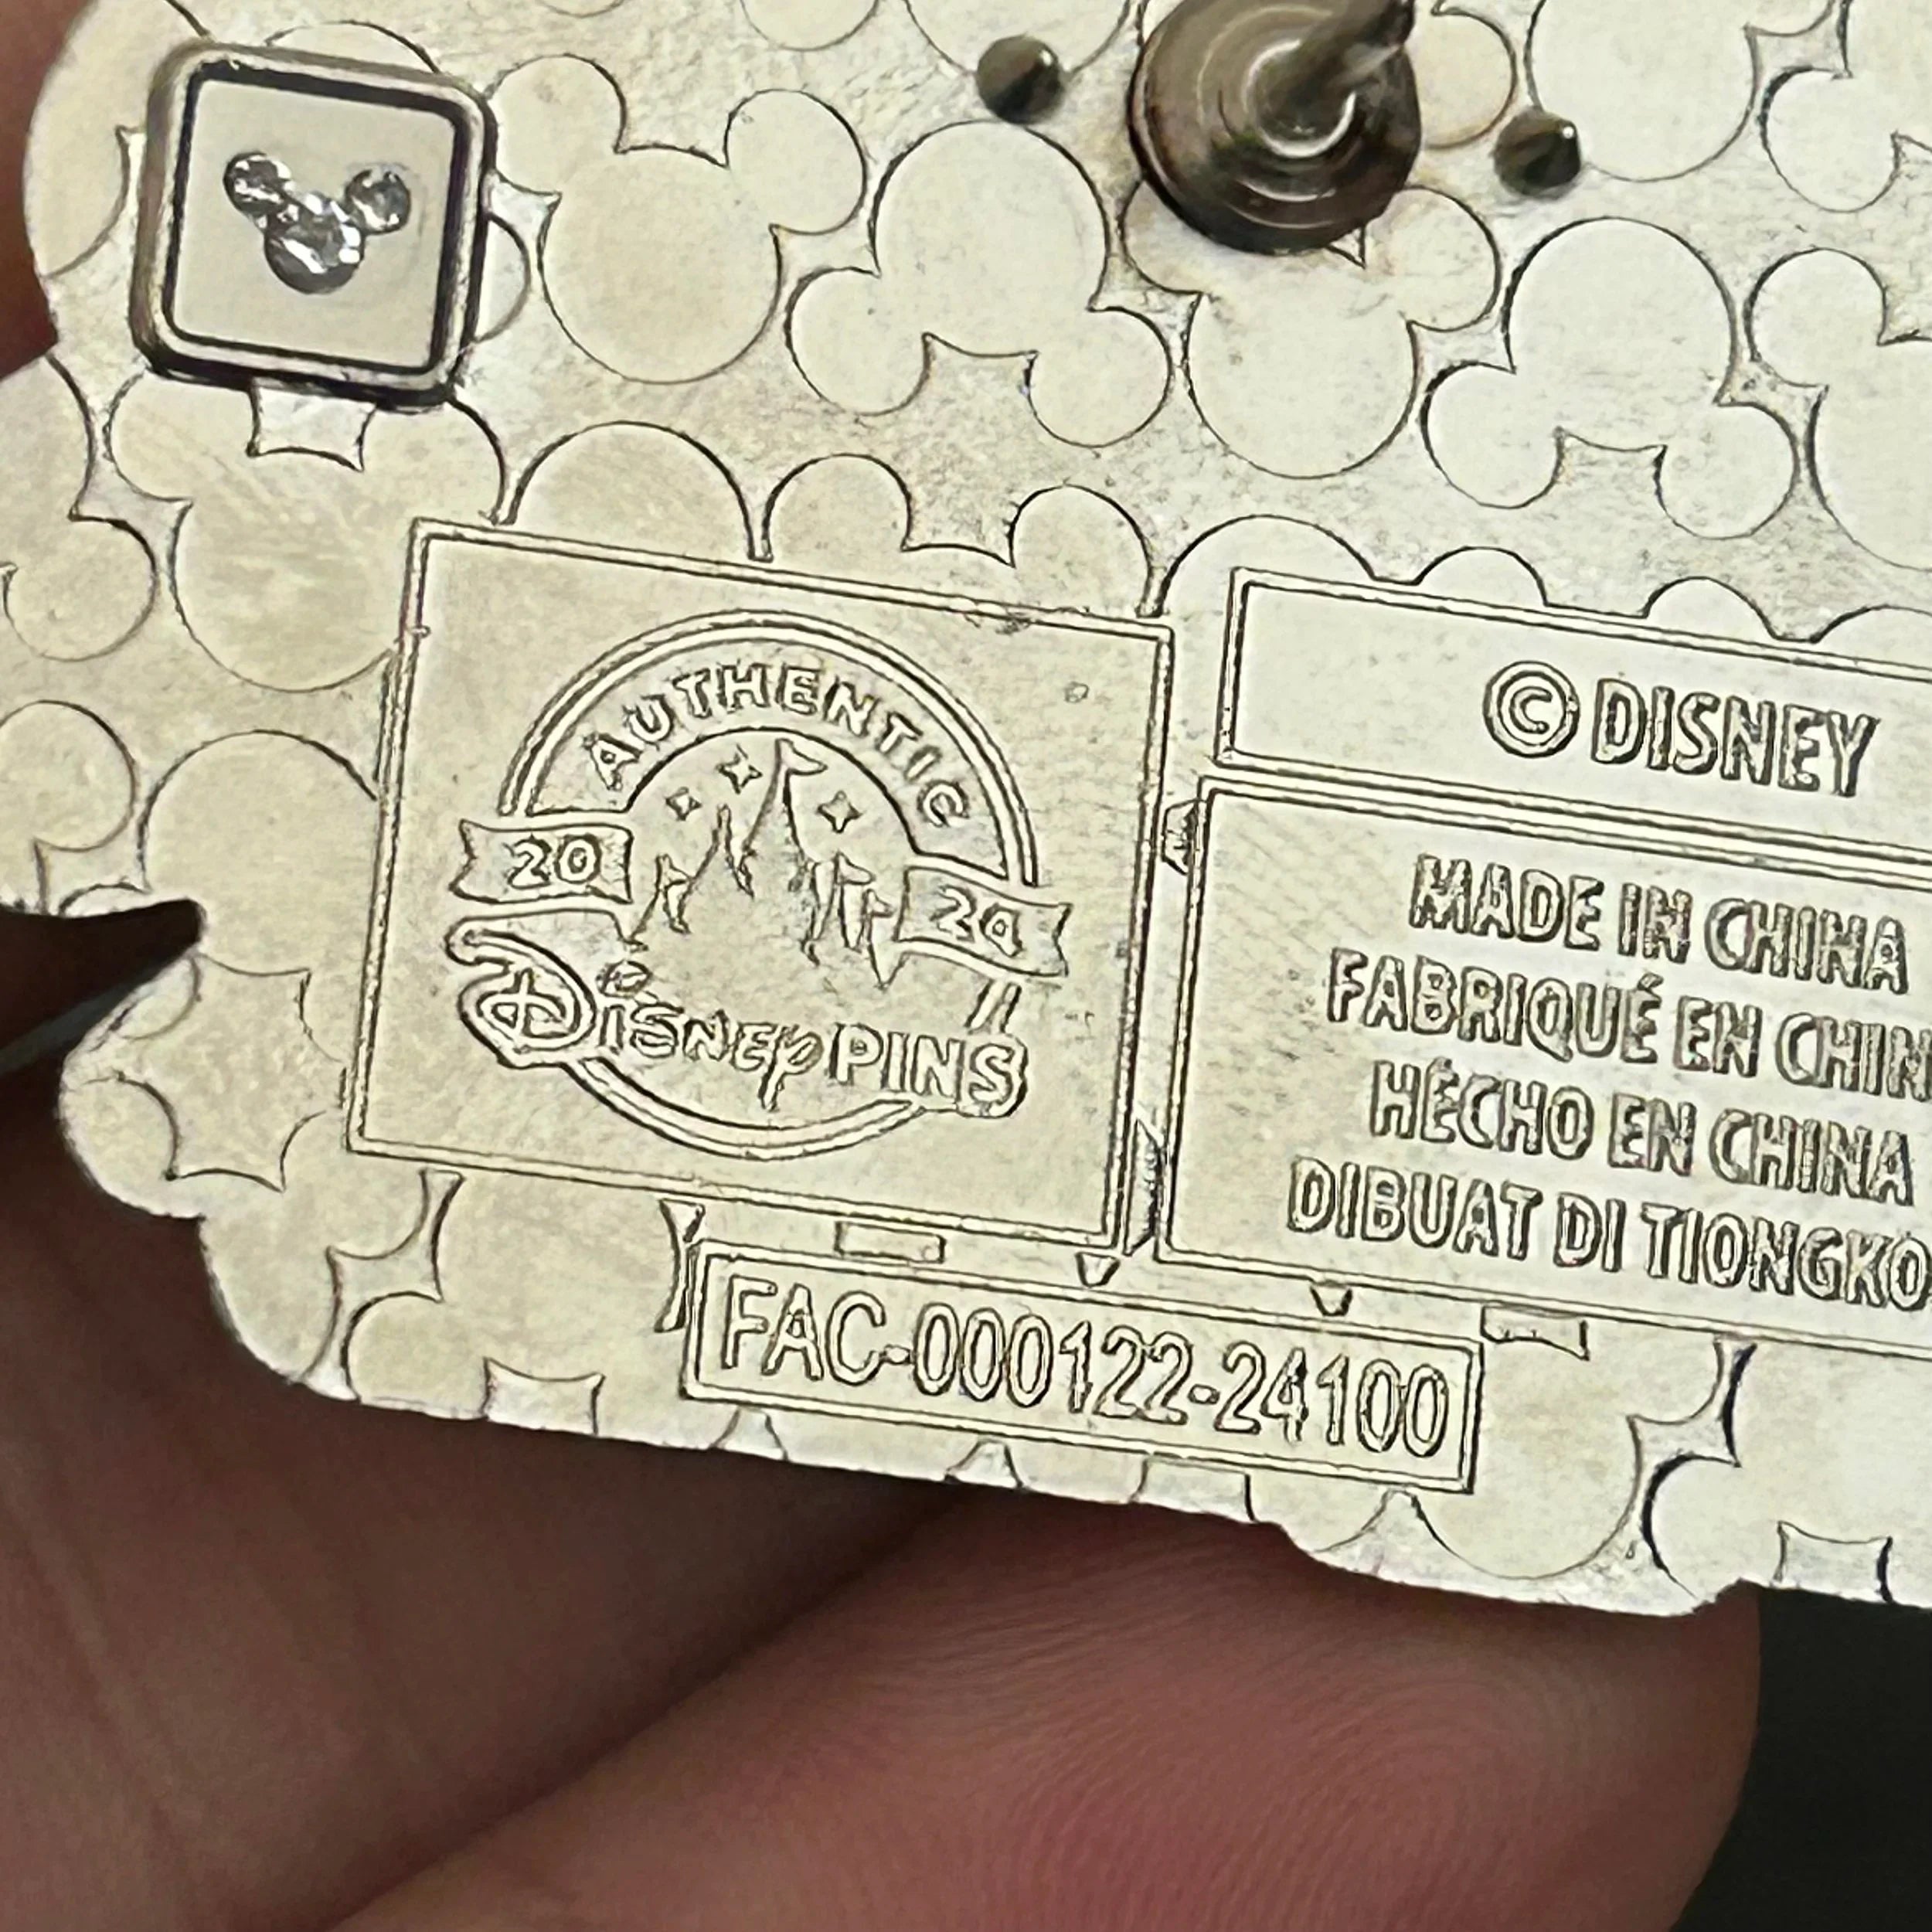 AUTHENTIC
20 24
Disney PINS
© DISNEY
MADE IN CHINA
FABRIQUÉ EN CHIN
HECHO EN CHINA
DIBUAT DI TIONGKO
FAC-000122-24100